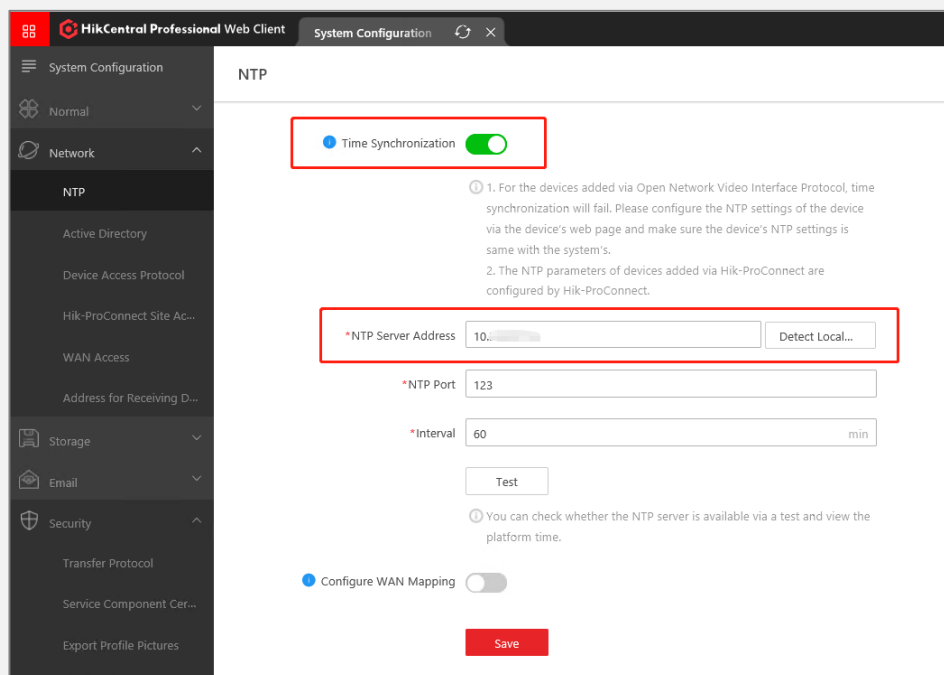 HikCentral Professional Web Client
System Configuration
System Configuration
Normal
Network
NTP
Active Directory
Device Access Protocol
Hik-ProConnect Site Ac...
WAN Access
Address for Receiving D...
Storage
Email
Security
Transfer Protocol
Service Component Cer...
Export Profile Pictures
NTP
Time Synchronization
1. For the devices added via Open Network Video Interface Protocol, time
synchronization will fail. Please configure the NTP settings of the device
via the device's web page and make sure the device's NTP settings is
same with the system's.
2. The NTP parameters of devices added via Hik-ProConnect are
configured by Hik-ProConnect.
*NTP Server Address 10. Detect Local...
*NTP Port 123
*Interval 60 min
Test
You can check whether the NTP server is available via a test and view the
platform time.
Configure WAN Mapping
Save